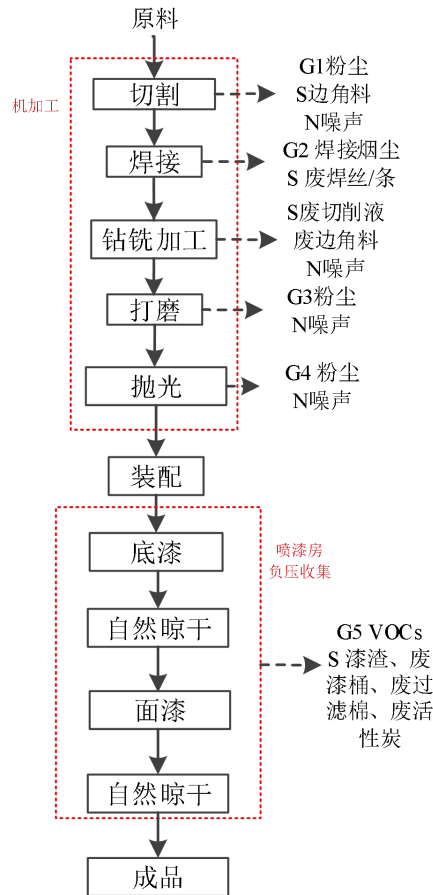 原料
机加工
切割
G1粉尘
S边角料
N噪声
焊接
G2 焊接烟尘
S 废焊丝/条
钻铣加工
S废切削液
废边角料
N噪声
打磨
G3粉尘
N噪声
抛光
G4 粉尘
N噪声
装配
喷漆房
负压收集
底漆
自然晾干
面漆
自然晾干
G5 VOCs
S 漆渣、废
漆桶、废过
滤棉、废活
性炭
成品